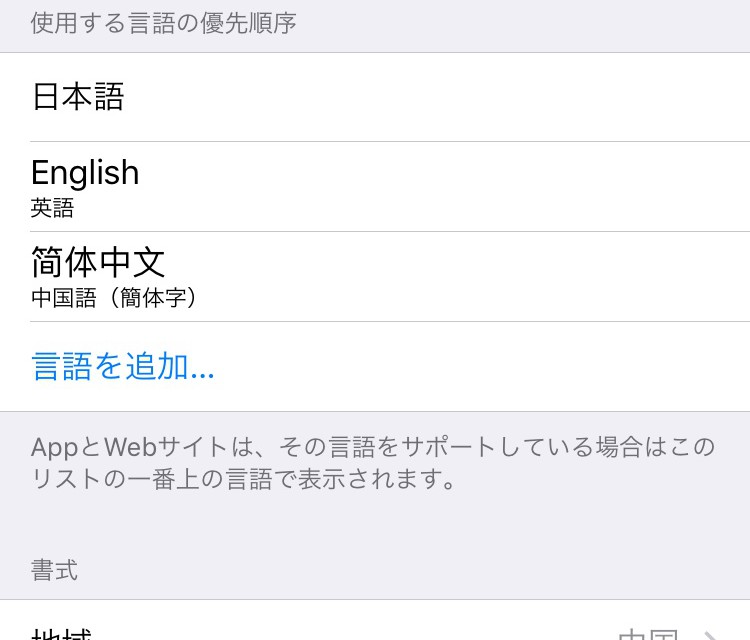 使用する言語の優先順序
日本語
English
英語
简体中文
中国語（簡体字）
言語を追加...
AppとWebサイトは、その言語をサポートしている場合はこの
リストの一番上の言語で表示されます。
書式
地域 中国